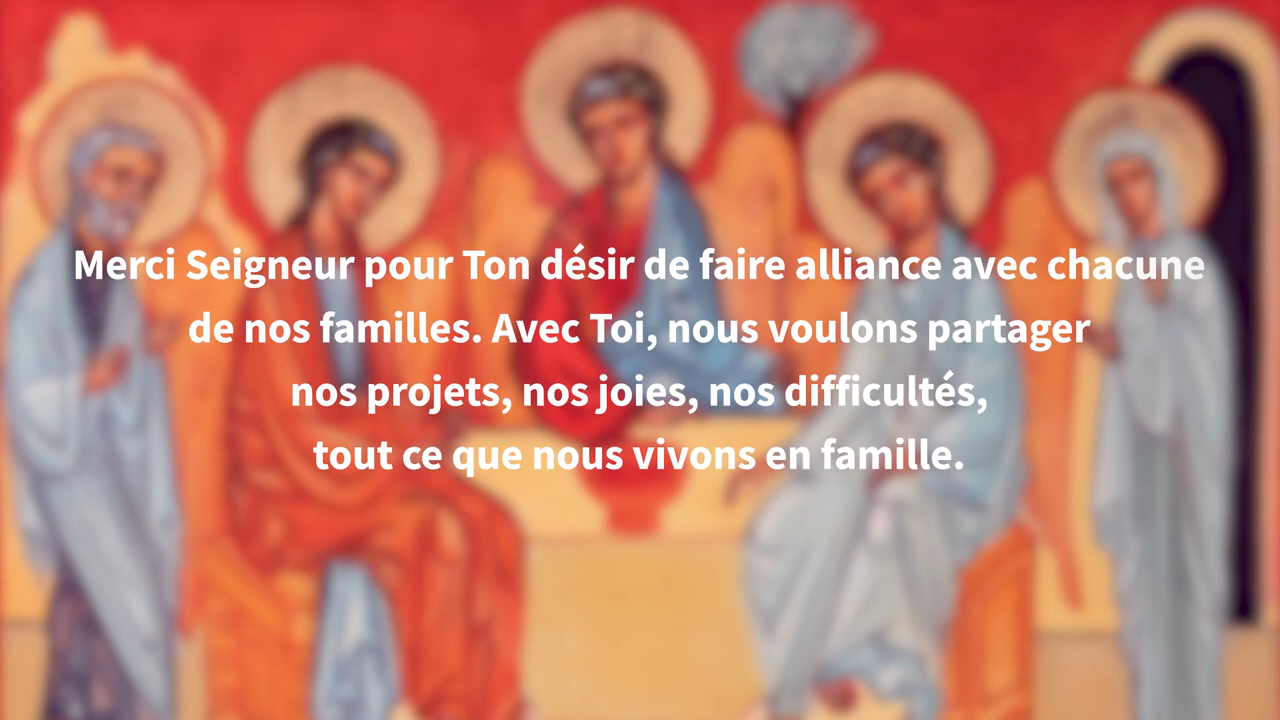 Merci Seigneur pour Ton désir de faire alliance avec chacune
de nos familles. Avec Toi, nous voulons partager
nos projets, nos joies, nos difficultés,
tout ce que nous vivons en famille.